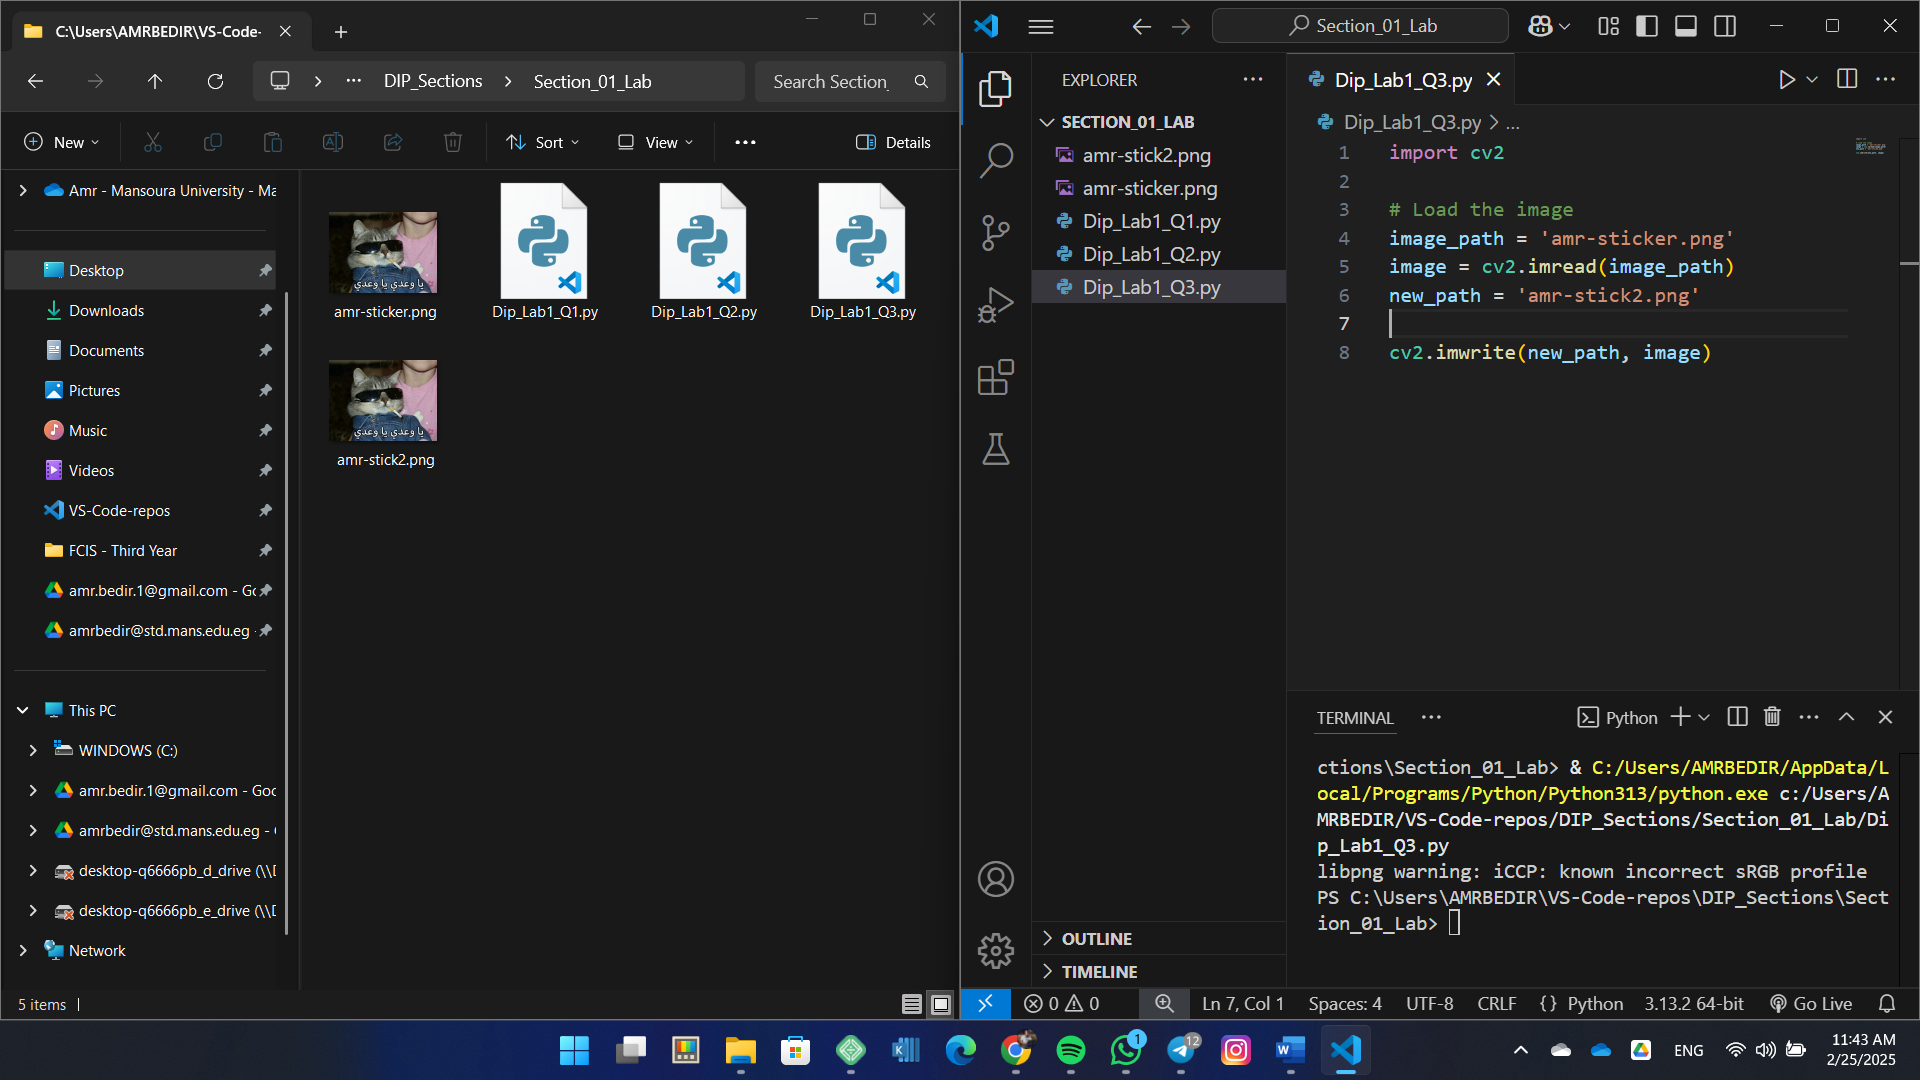 C:\Users\AMRBEDIR\VS-Code-
DIP_Sections
Section_01_Lab
Search Section_
New
Sort
View
Details
Amr - Mansoura University - Ma
Desktop
Downloads
Documents
Pictures
Music
Videos
VS-Code-repos
FCIS - Third Year
amr.bedir.1@gmail.com - Go
amrbedir@std.mans.edu.eg -
This PC
WINDOWS (C:)
amr.bedir.1@gmail.com - Goo
amrbedir@std.mans.edu.eg - G
desktop-q6666pb_d_drive (\\D
desktop-q6666pb_e_drive (\\D
Network
يا وعدي يا وعدي
amr-sticker.png
Dip_Lab1_Q1.py
Dip_Lab1_Q2.py
Dip_Lab1_Q3.py
يا وعدي يا وعدي
amr-stick2.png
5 items
Section_01_Lab
EXPLORER
SECTION_01_LAB
amr-stick2.png
amr-sticker.png
Dip_Lab1_Q1.py
Dip_Lab1_Q2.py
Dip_Lab1_Q3.py
OUTLINE
TIMELINE
Dip_Lab1_Q3.py
Dip_Lab1_Q3.py > ...
1 import cv2
2
3 # Load the image
4 image_path = 'amr-sticker.png'
5 image = cv2.imread(image_path)
6 new_path = 'amr-stick2.png'
7
8 cv2.imwrite(new_path, image)
TERMINAL
Python
ctions\Section_01_Lab> & C:/Users/AMRBEDIR/AppData/L
ocal/Programs/Python/Python313/python.exe c:/Users/A
MRBEDIR/VS-Code-repos/DIP_Sections/Section_01_Lab/Di
p_Lab1_Q3.py
libpng warning: iCCP: known incorrect sRGB profile
PS C:\Users\AMRBEDIR\VS-Code-repos\DIP_Sections\Sect
ion_01_Lab>
0 0 Ln 7, Col 1 Spaces: 4 UTF-8 CRLF {} Python 3.13.2 64-bit Go Live
1
12
ENG
11:43 AM
2/25/2025